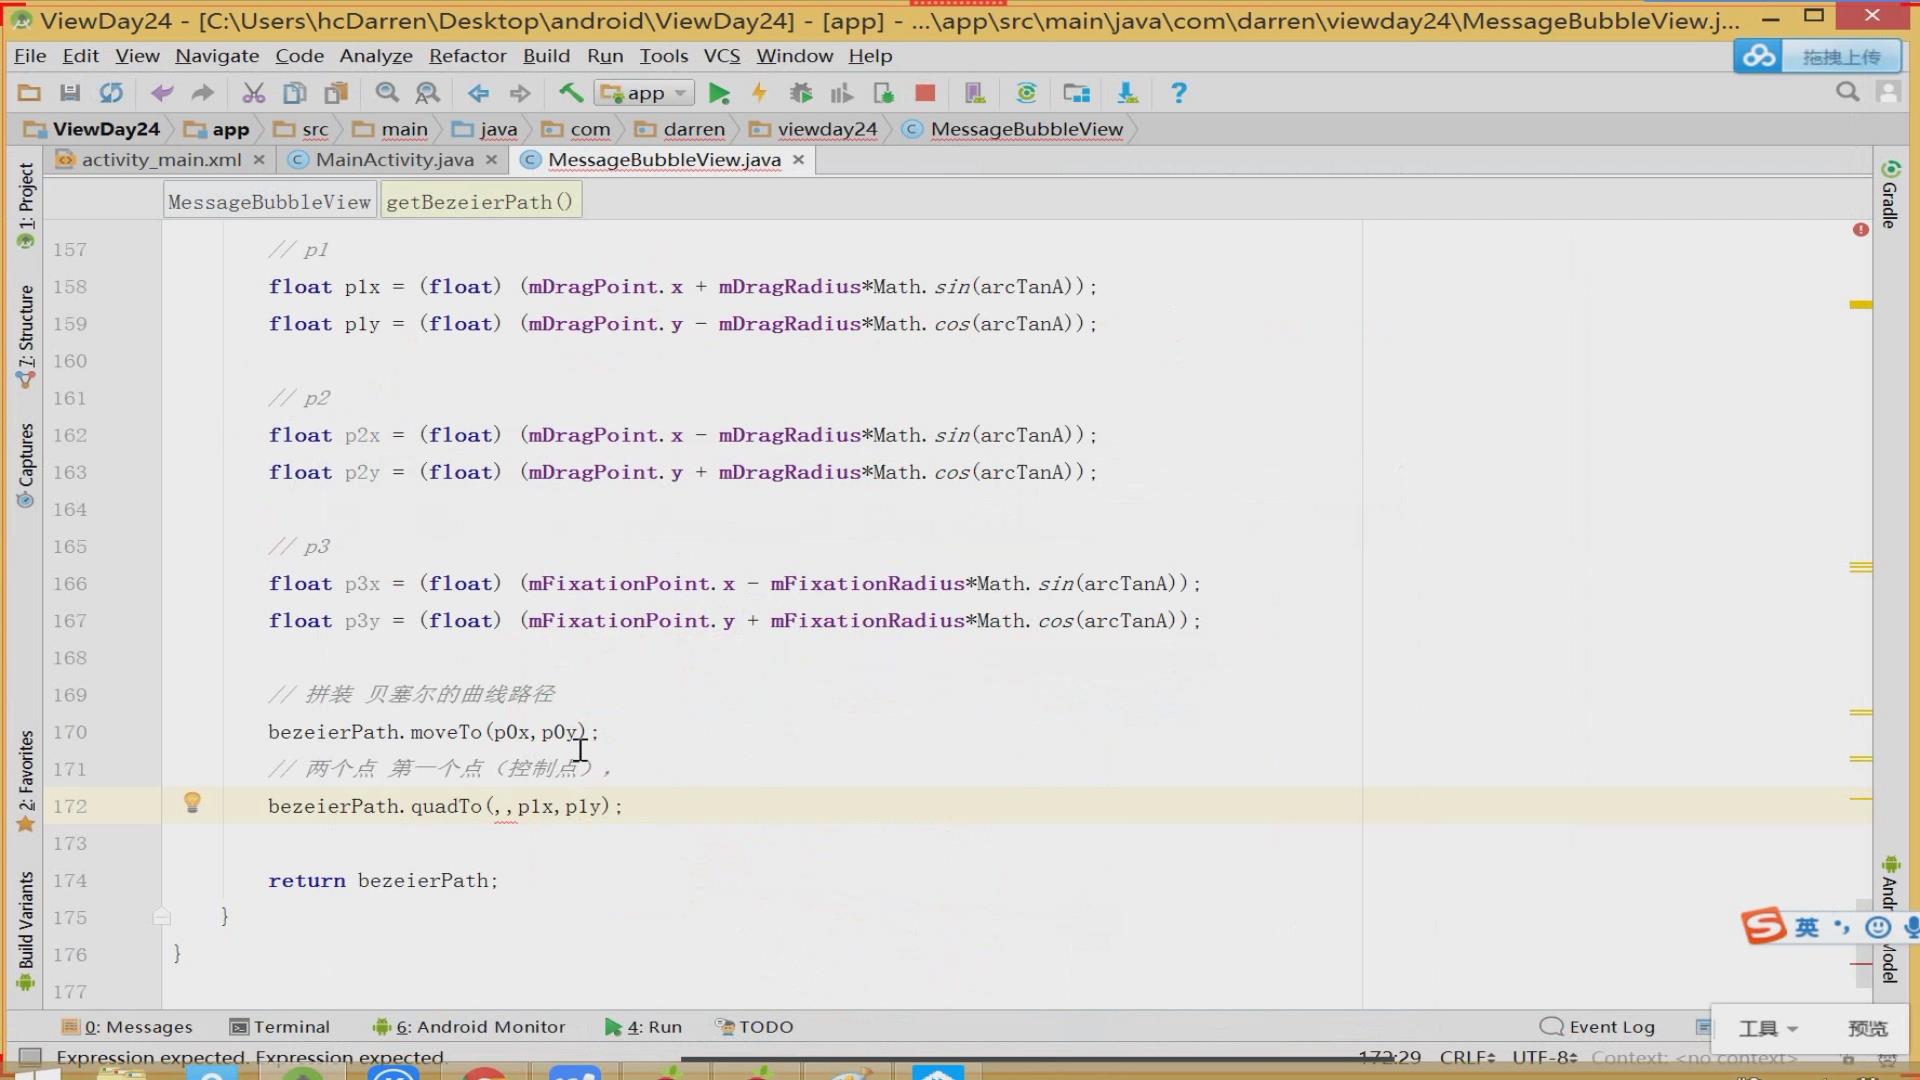 ViewDay24 - [C:\Users\hcDarren\Desktop\android\ViewDay24] - [app] - ...\app\src\main\java\com\darren\viewday24\MessageBubbleView.j...
File Edit View Navigate Code Analyze Refactor Build Run Tools VCS Window Help
拖拽上传
app
ViewDay24 app src main java com darren viewday24 MessageBubbleView
activity_main.xml MainActivity.java MessageBubbleView.java
MessageBubbleView getBezeierPath()
157 // p1
158 float p1x = (float) (mDragPoint.x + mDragRadius*Math.sin(arcTanA));
159 float p1y = (float) (mDragPoint.y - mDragRadius*Math.cos(arcTanA));
160
161 // p2
162 float p2x = (float) (mDragPoint.x - mDragRadius*Math.sin(arcTanA));
163 float p2y = (float) (mDragPoint.y + mDragRadius*Math.cos(arcTanA));
164
165 // p3
166 float p3x = (float) (mFixationPoint.x - mFixationRadius*Math.sin(arcTanA));
167 float p3y = (float) (mFixationPoint.y + mFixationRadius*Math.cos(arcTanA));
168
169 // 拼装 贝塞尔的曲线路径
170 bezeierPath.moveTo(p0x,p0y);
171 // 两个点 第一个点（控制点），
172 bezeierPath.quadTo(,,p1x,p1y);
173
174 return bezeierPath;
175 }
176 }
177
1: Project
7: Structure
Captures
2: Favorites
Build Variants
Gradle
英
0: Messages Terminal 6: Android Monitor 4: Run TODO Event Log
工具 预览
Expression expected. Expression expected. 172:29 CRLF UTF-8 Context: <no context>